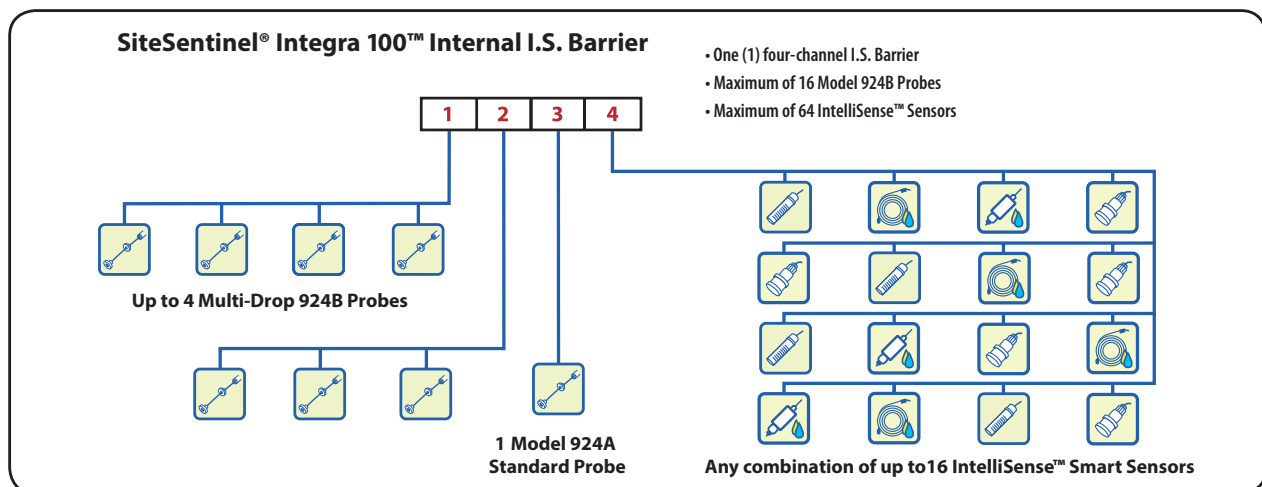 SiteSentinel® Integra 100™ Internal I.S. Barrier
• One (1) four-channel I.S. Barrier
• Maximum of 16 Model 924B Probes
• Maximum of 64 IntelliSense™ Sensors
1 2 3 4
Up to 4 Multi-Drop 924B Probes
1 Model 924A
Standard Probe
Any combination of up to16 IntelliSense™ Smart Sensors